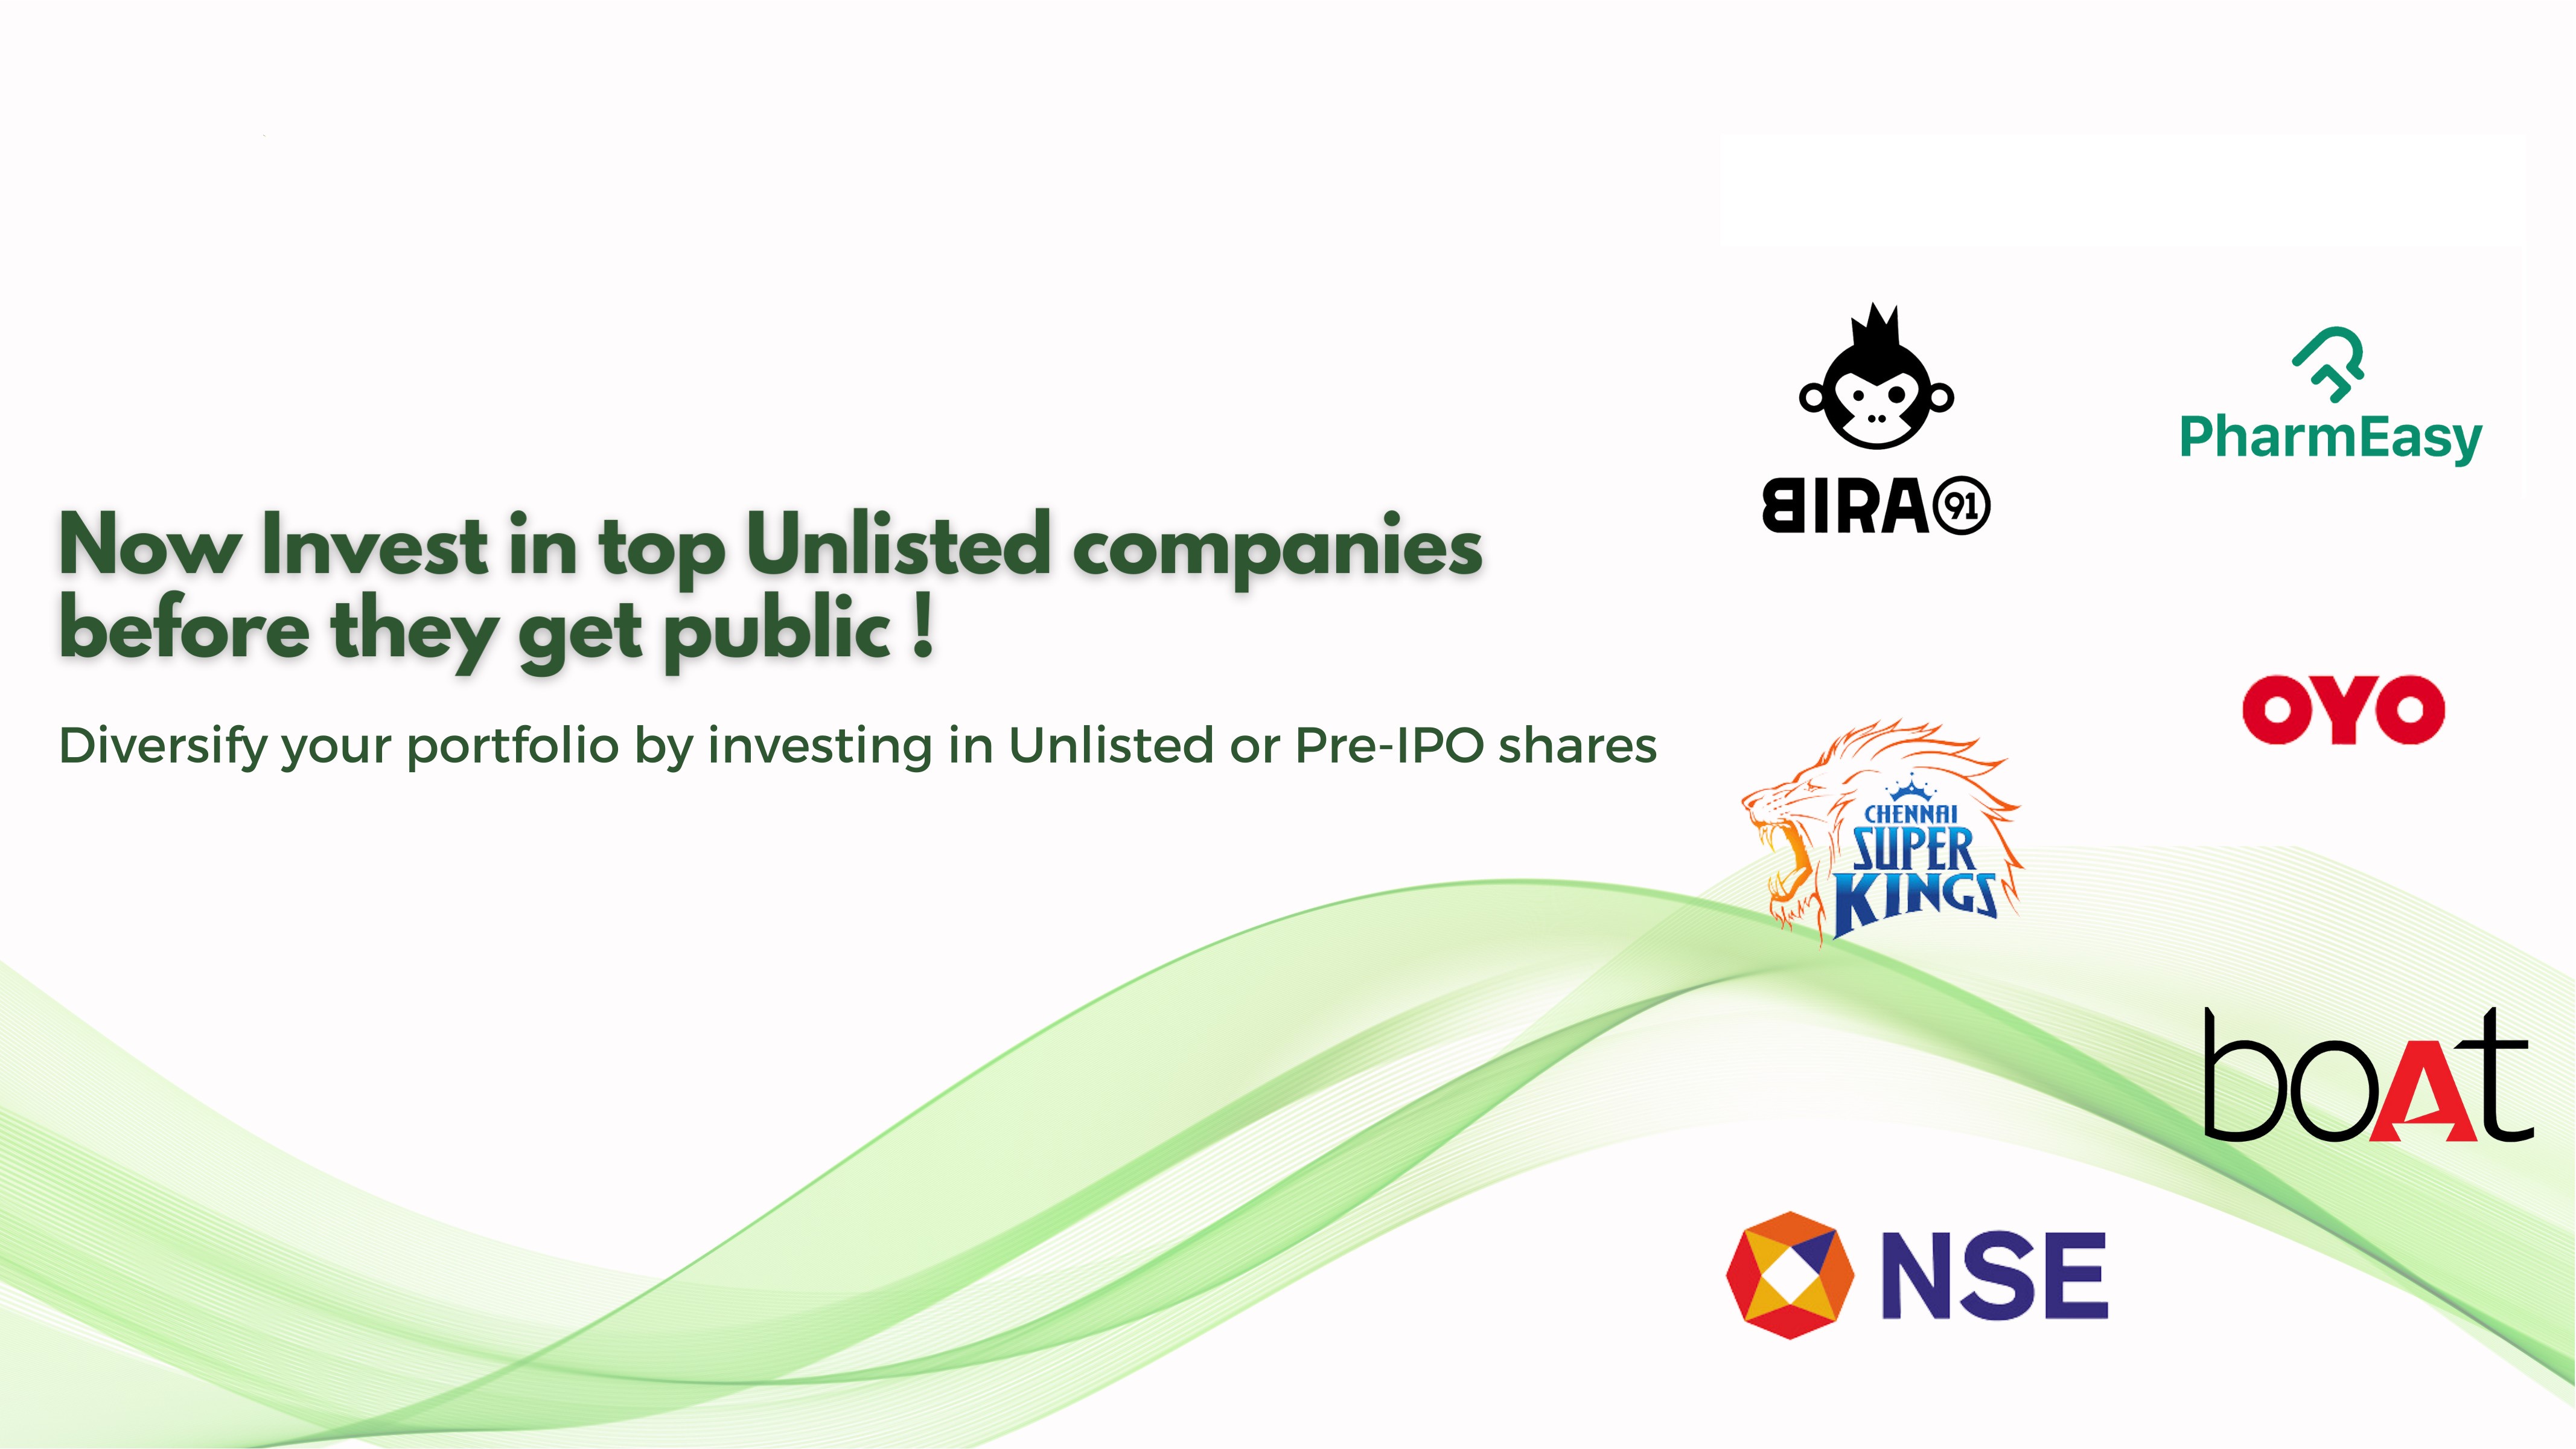 Now Invest in top Unlisted companies
before they get public !
Diversify your portfolio by investing in Unlisted or Pre-IPO shares
BIRA 91
PharmEasy
OYO
CHENNAI
SUPER
KINGS
boAt
NSE